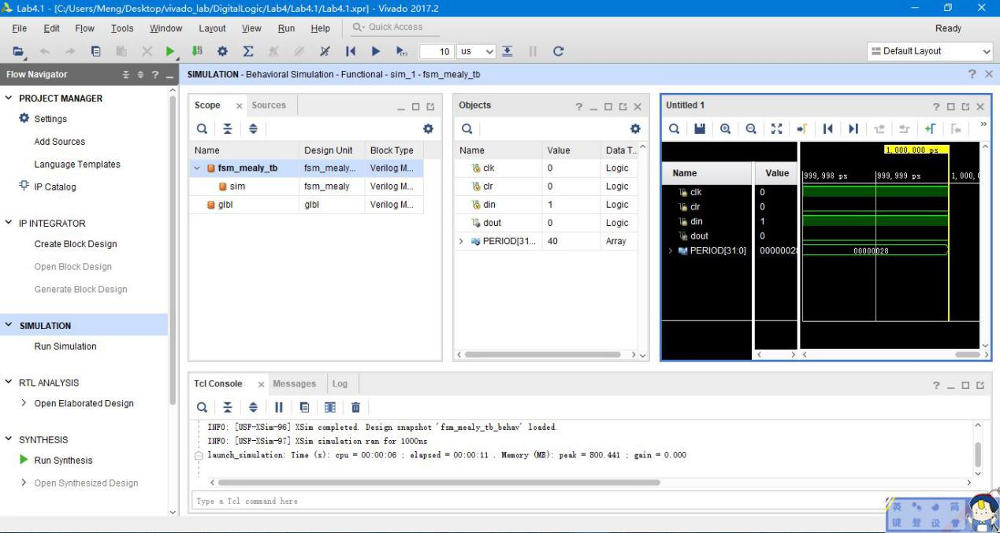 Lab4.1 - [C:/Users/Meng/Desktop/vivado_lab/DigitalLogic/Lab4/Lab4.1/Lab4.1.xpr] - Vivado 2017.2
File Edit Flow Tools Window Layout View Run Help Quick Access Ready
10 us Default Layout
Flow Navigator
SIMULATION - Behavioral Simulation - Functional - sim_1 - fsm_mealy_tb
PROJECT MANAGER
Settings
Add Sources
Language Templates
IP Catalog
IP INTEGRATOR
Create Block Design
Open Block Design
Generate Block Design
SIMULATION
Run Simulation
RTL ANALYSIS
Open Elaborated Design
SYNTHESIS
Run Synthesis
Open Synthesized Design
Scope Sources
Name Design Unit Block Type
fsm_mealy_tb fsm_mealy... Verilog M...
sim fsm_mealy Verilog M...
glbl glbl Verilog M...
Objects
Name Value Data T...
clk 0 Logic
clr 0 Logic
din 1 Logic
dout 0 Logic
PERIOD[31... 40 Array
Untitled 1
1,000,000 ps
Name Value 999,998 ps 999,999 ps 1,000,
clk 0
clr 0
din 1
dout 0
PERIOD[31:0] 00000028 00000028
Tcl Console Messages Log
INFO: [USF-XSim-96] XSim completed. Design snapshot 'fsm_mealy_tb_behav' loaded.
INFO: [USF-XSim-97] XSim simulation ran for 1000ns
launch_simulation: Time (s): cpu = 00:00:06 ; elapsed = 00:00:11 . Memory (MB): peak = 800.441 ; gain = 0.000
Type a Tcl command here
英 简
键 登 设